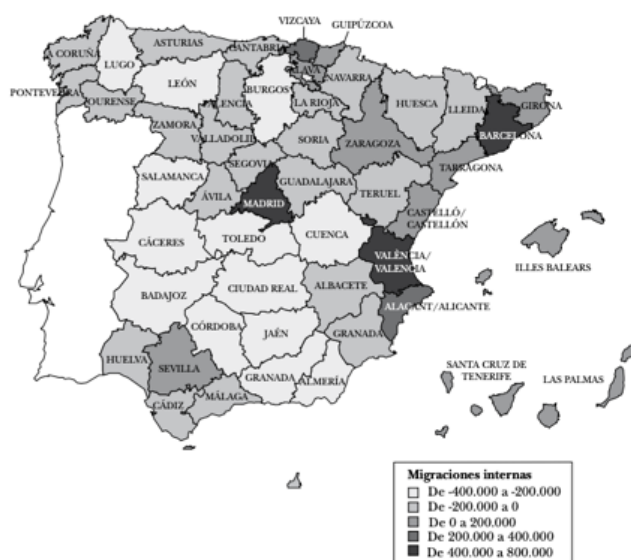 VIZCAYA
GUIPÚZCOA
A CORUÑA
LUGO
ASTURIAS
CANTABRIA
ÁLAVA
NAVARRA
PONTEVEDRA
OURENSE
LEÓN
PALENCIA
BURGOS
LA RIOJA
HUESCA
LLEIDA
GIRONA
BARCELONA
ZAMORA
VALLADOLID
SORIA
ZARAGOZA
TARRAGONA
SALAMANCA
SEGOVIA
ÁVILA
MADRID
GUADALAJARA
TERUEL
CASTELLÓ/
CASTELLÓN
CÁCERES
TOLEDO
CUENCA
VALÈNCIA/
VALENCIA
ILLES BALEARS
BADAJOZ
CIUDAD REAL
ALBACETE
ALACANT/ALICANTE
CÓRDOBA
JAÉN
GRANADA
HUELVA
SEVILLA
GRANADA
ALMERÍA
CÁDIZ
MÁLAGA
SANTA CRUZ DE
TENERIFE
LAS PALMAS
Migraciones internas
De -400.000 a -200.000
De -200.000 a 0
De 0 a 200.000
De 200.000 a 400.000
De 400.000 a 800.000